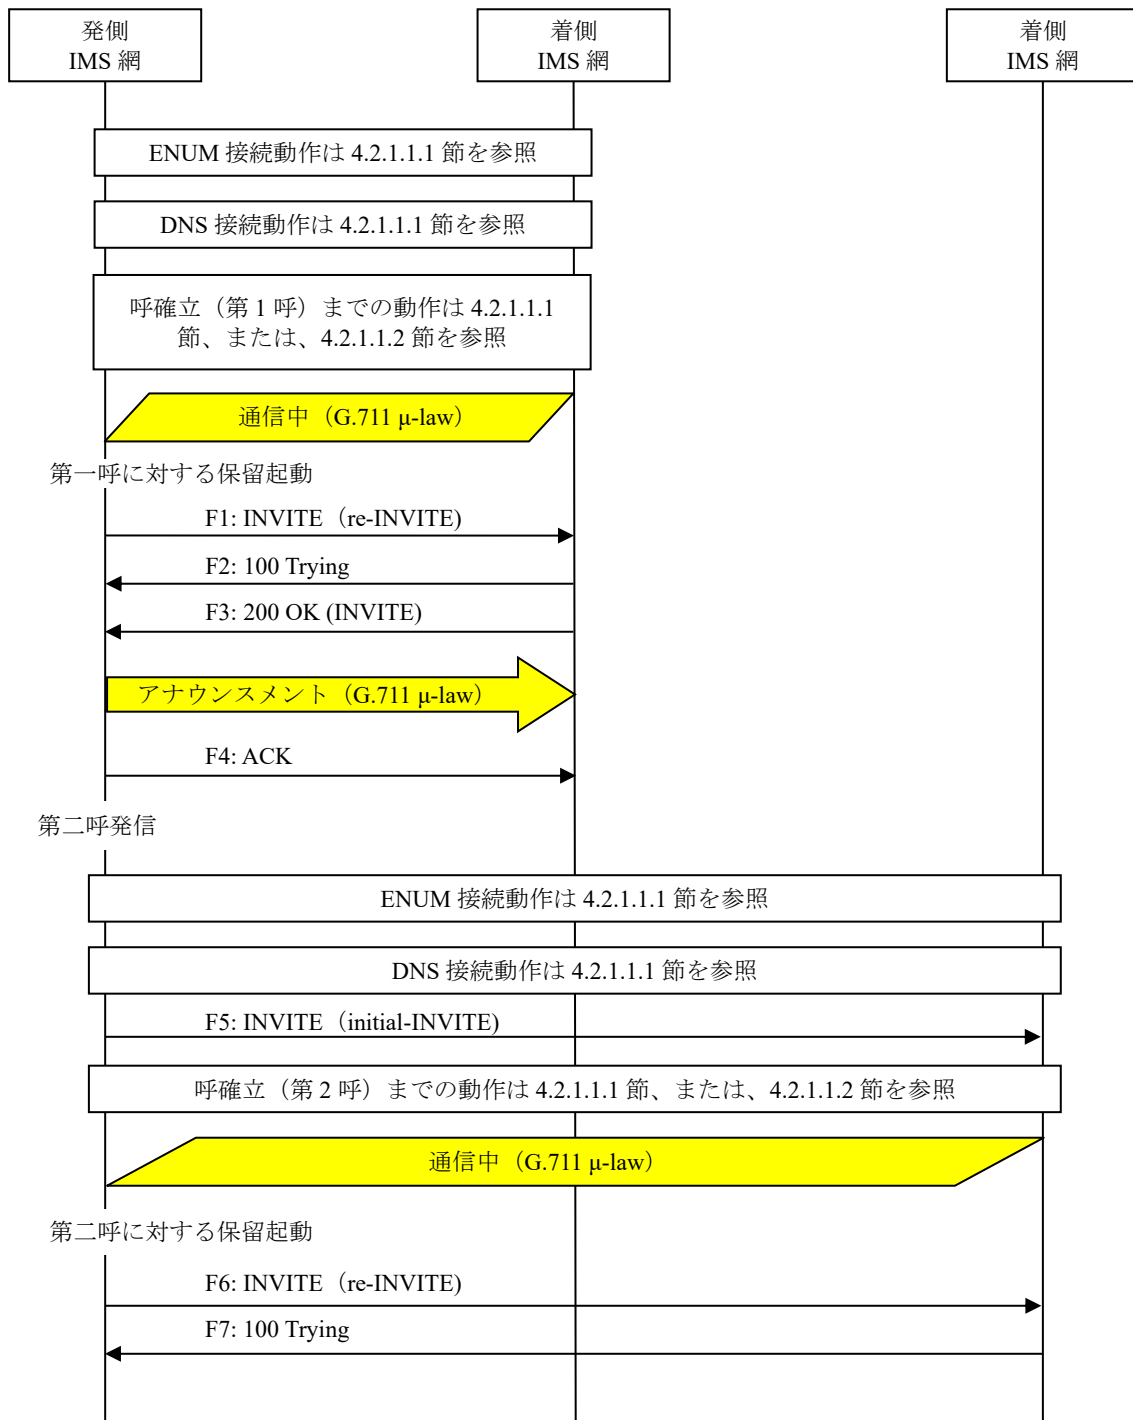 発側
IMS 網
着側
IMS 網
着側
IMS 網
ENUM 接続動作は 4.2.1.1.1 節を参照
DNS 接続動作は 4.2.1.1.1 節を参照
呼確立（第 1 呼）までの動作は 4.2.1.1.1
節、または、4.2.1.1.2 節を参照
通信中（G.711 μ-law）
第一呼に対する保留起動
F1: INVITE（re-INVITE)
F2: 100 Trying
F3: 200 OK (INVITE)
アナウンスメント（G.711 μ-law）
F4: ACK
第二呼発信
ENUM 接続動作は 4.2.1.1.1 節を参照
DNS 接続動作は 4.2.1.1.1 節を参照
F5: INVITE（initial-INVITE)
呼確立（第 2 呼）までの動作は 4.2.1.1.1 節、または、4.2.1.1.2 節を参照
通信中（G.711 μ-law）
第二呼に対する保留起動
F6: INVITE（re-INVITE)
F7: 100 Trying